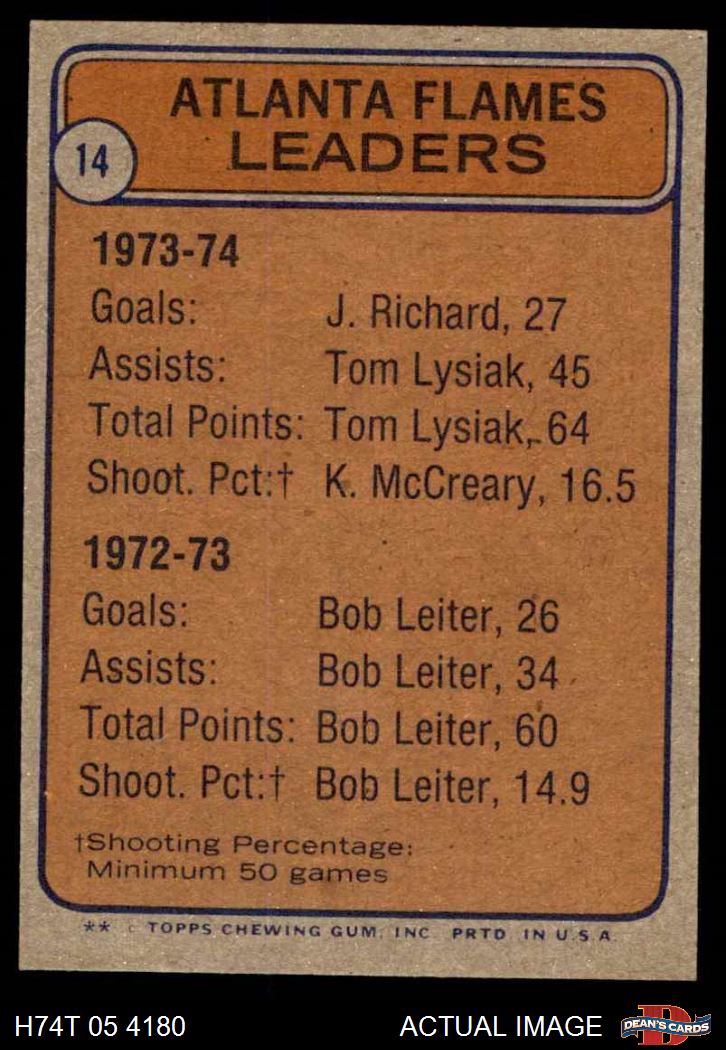 ATLANTA FLAMES
LEADERS
14
1973-74
Goals: J. Richard, 27
Assists: Tom Lysiak, 45
Total Points: Tom Lysiak, 64
Shoot. Pct:† K. McCreary, 16.5
1972-73
Goals: Bob Leiter, 26
Assists: Bob Leiter, 34
Total Points: Bob Leiter, 60
Shoot. Pct:† Bob Leiter, 14.9
†Shooting Percentage:
Minimum 50 games
** © TOPPS CHEWING GUM, INC. PRTD. IN U.S.A.
H74T 05 4180 ACTUAL IMAGE
D DEAN'S CARDS